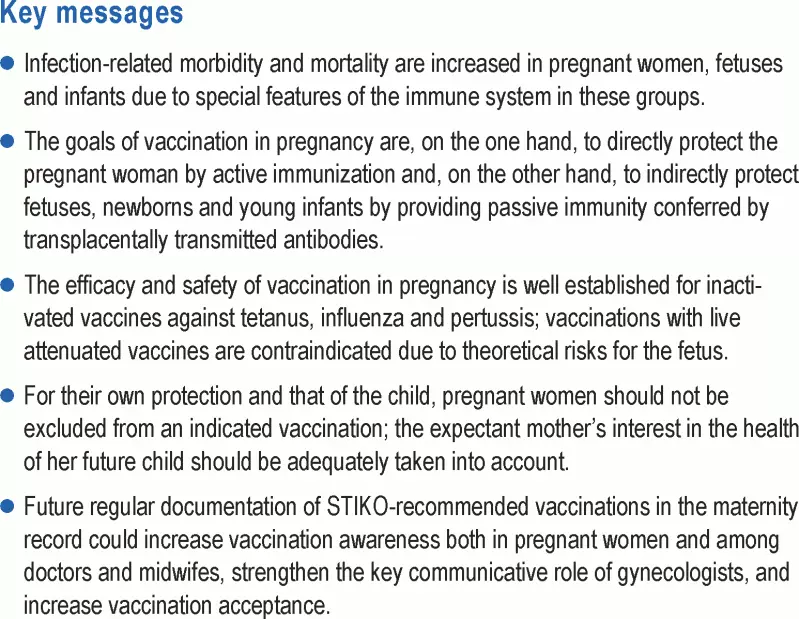 Key messages
● Infection-related morbidity and mortality are increased in pregnant women, fetuses
and infants due to special features of the immune system in these groups.
● The goals of vaccination in pregnancy are, on the one hand, to directly protect the
pregnant woman by active immunization and, on the other hand, to indirectly protect
fetuses, newborns and young infants by providing passive immunity conferred by
transplacentally transmitted antibodies.
● The efficacy and safety of vaccination in pregnancy is well established for inacti-
vated vaccines against tetanus, influenza and pertussis; vaccinations with live
attenuated vaccines are contraindicated due to theoretical risks for the fetus.
● For their own protection and that of the child, pregnant women should not be
excluded from an indicated vaccination; the expectant mother’s interest in the health
of her future child should be adequately taken into account.
● Future regular documentation of STIKO-recommended vaccinations in the maternity
record could increase vaccination awareness both in pregnant women and among
doctors and midwifes, strengthen the key communicative role of gynecologists, and
increase vaccination acceptance.